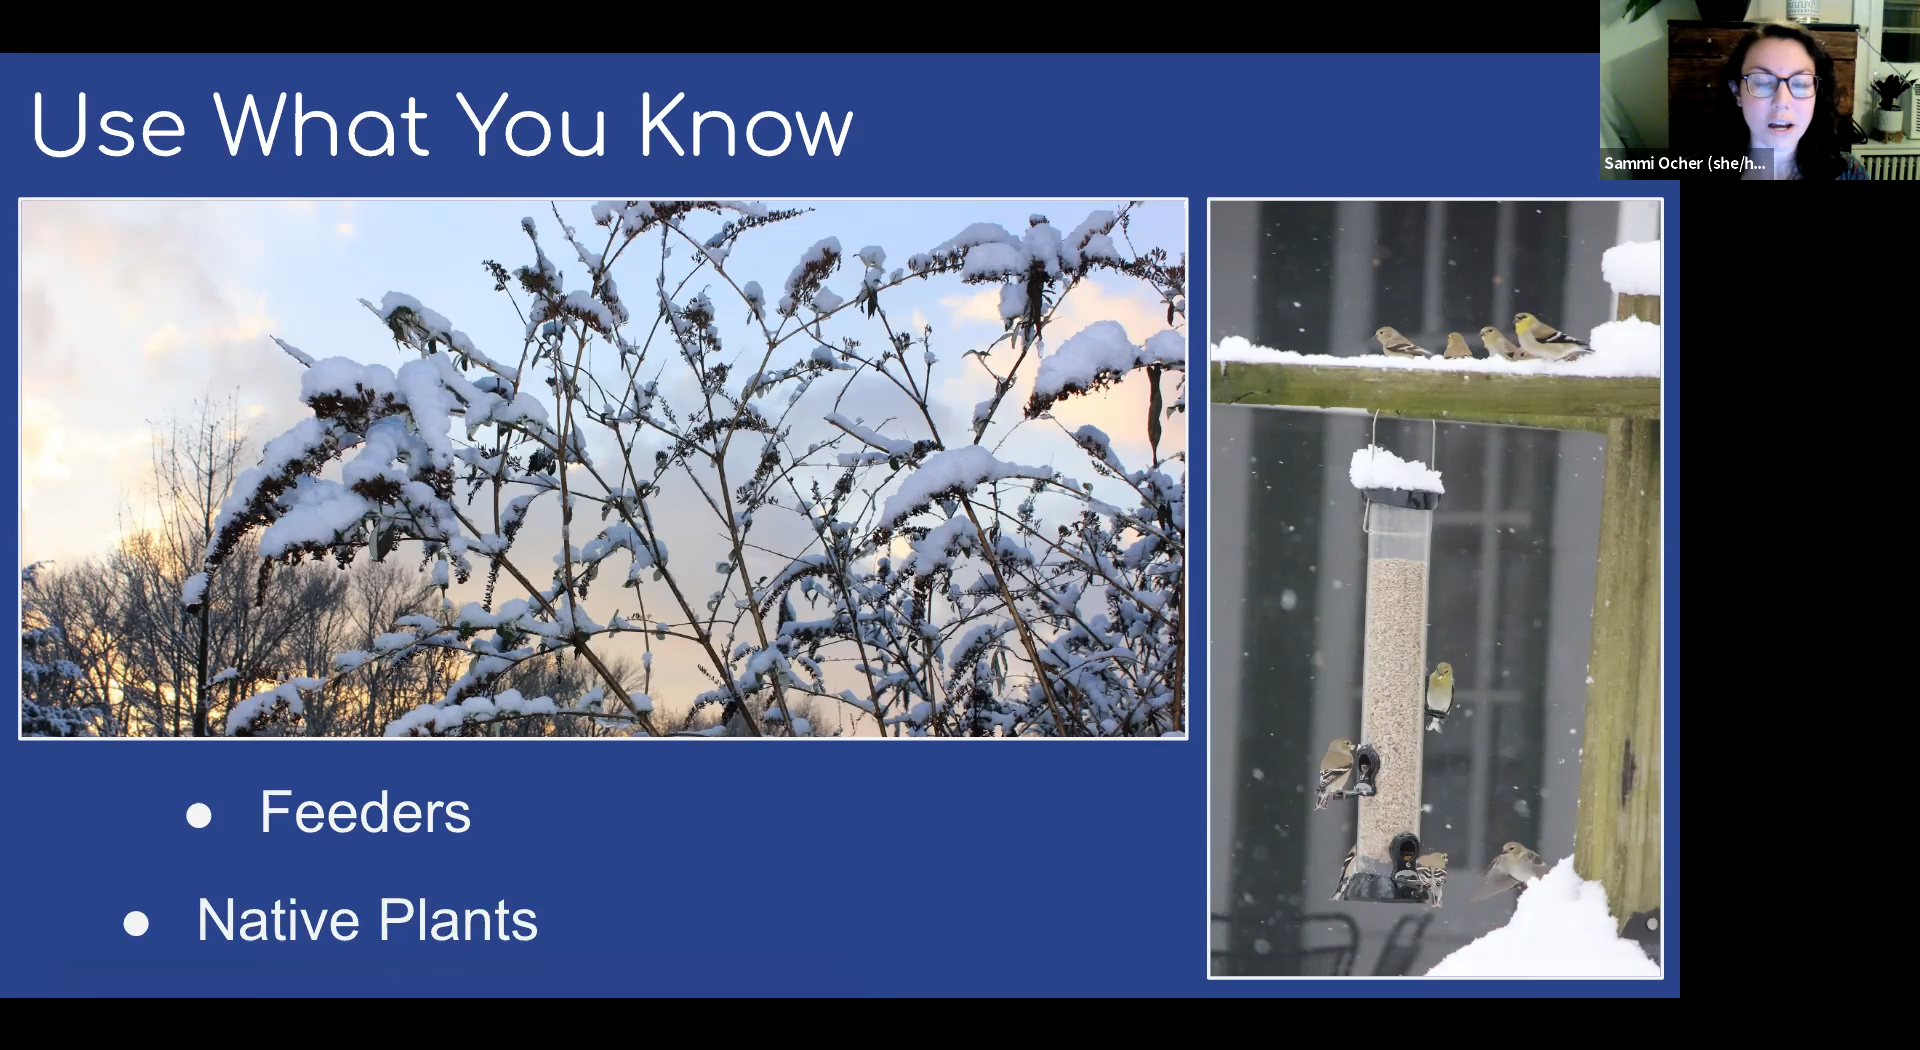 Use What You Know
Sammi Ocher (she/h...
● Feeders
● Native Plants